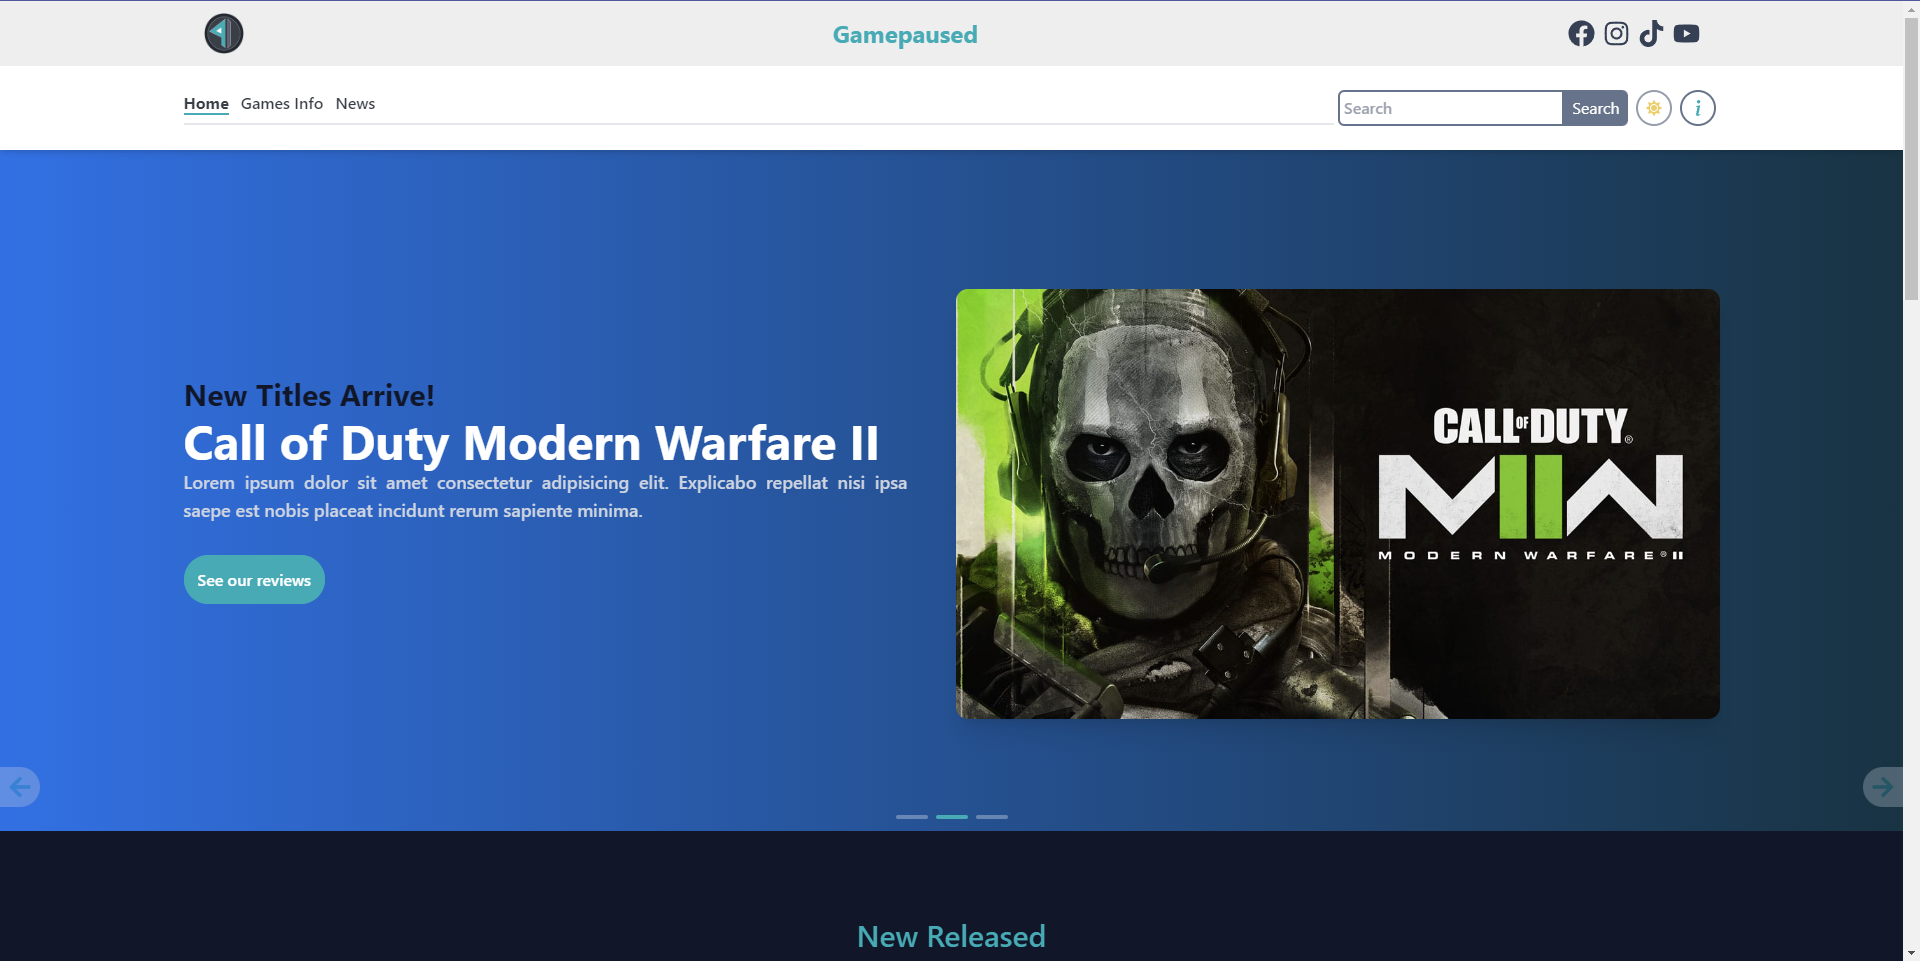 Gamepaused
Home Games Info News
Search Search i
New Titles Arrive!
Call of Duty Modern Warfare II
Lorem ipsum dolor sit amet consectetur adipisicing elit. Explicabo repellat nisi ipsa
saepe est nobis placeat incidunt rerum sapiente minima.
See our reviews
CALL OF DUTY®
MIIW
MODERN WARFARE® II
New Released